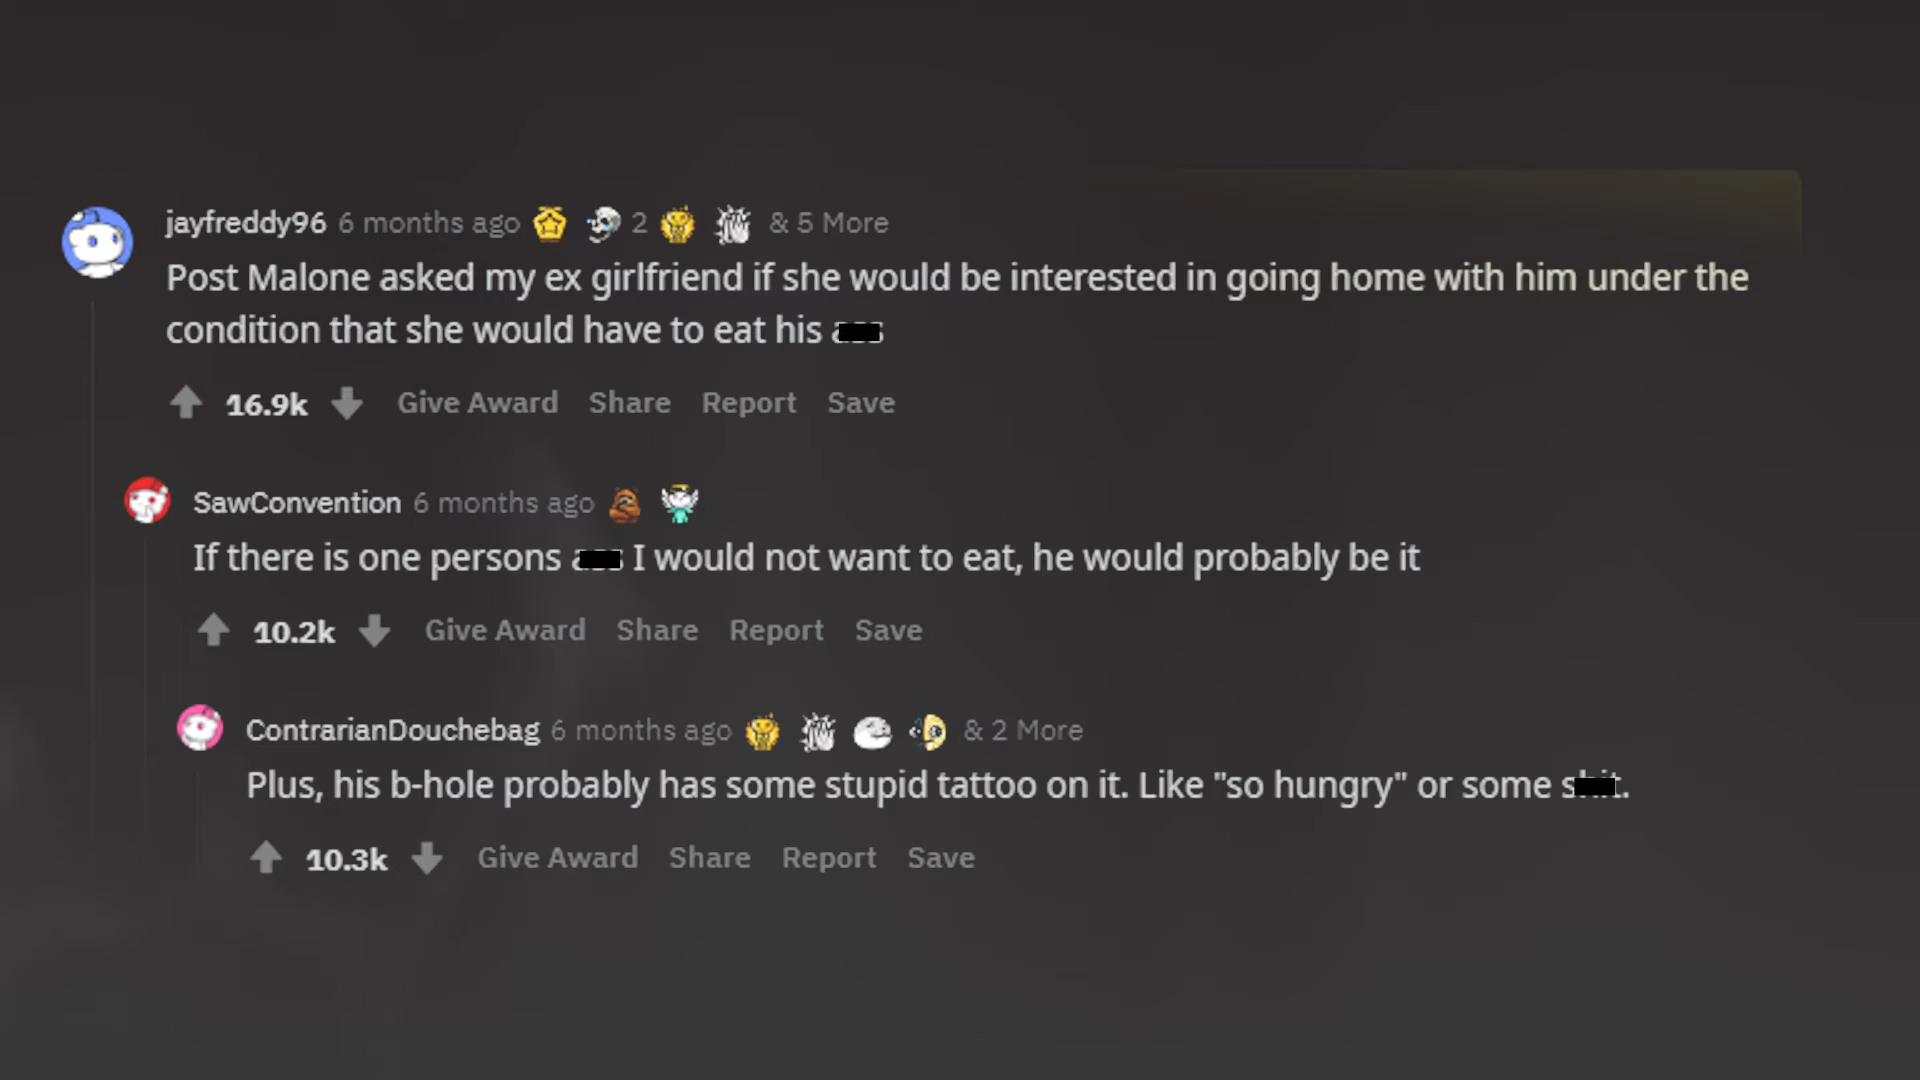 jayfreddy96 6 months ago 2 & 5 More
Post Malone asked my ex girlfriend if she would be interested in going home with him under the
condition that she would have to eat his
16.9k Give Award Share Report Save
SawConvention 6 months ago
If there is one persons I would not want to eat, he would probably be it
10.2k Give Award Share Report Save
ContrarianDouchebag 6 months ago & 2 More
Plus, his b-hole probably has some stupid tattoo on it. Like "so hungry" or some
10.3k Give Award Share Report Save